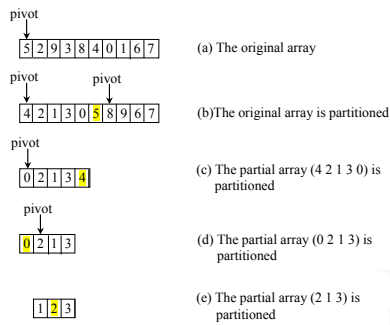 pivot
5 2 9 3 8 4 0 1 6 7 (a) The original array
pivot pivot
4 2 1 3 0 5 8 9 6 7 (b)The original array is partitioned
pivot
0 2 1 3 4 (c) The partial array (4 2 1 3 0) is
partitioned
pivot
0 2 1 3 (d) The partial array (0 2 1 3) is
partitioned
1 2 3 (e) The partial array (2 1 3) is
partitioned